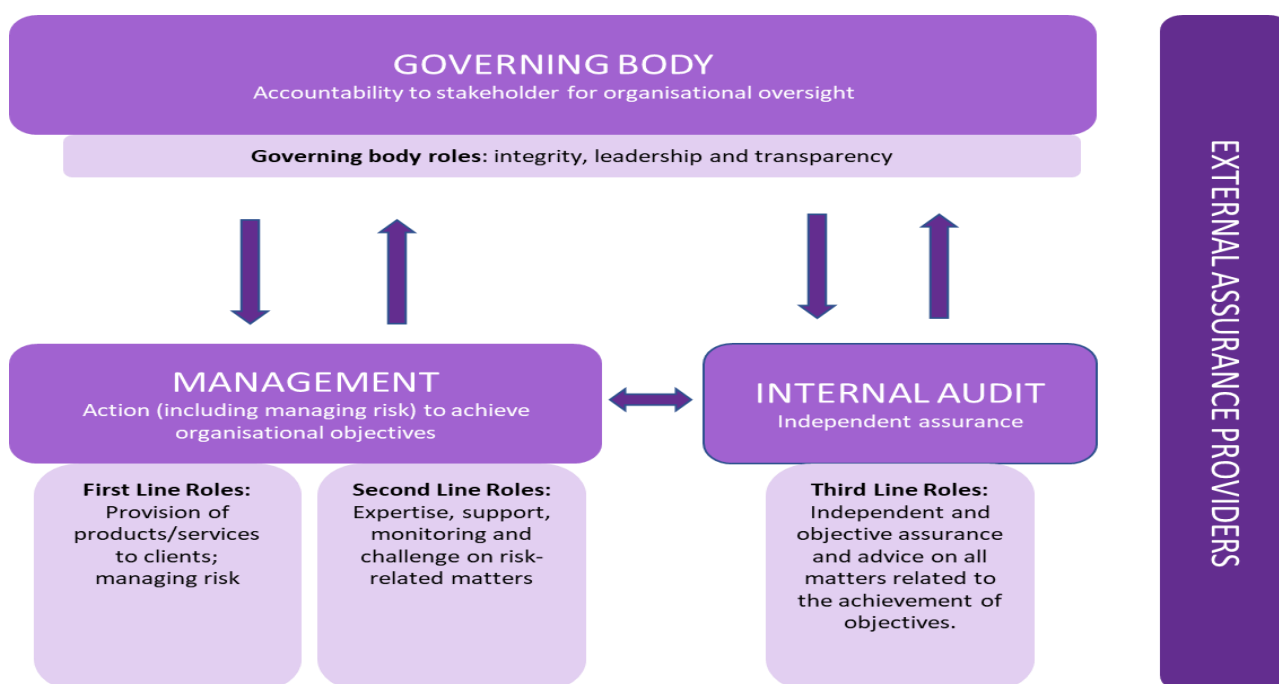 GOVERNING BODY
Accountability to stakeholder for organisational oversight
Governing body roles: integrity, leadership and transparency
MANAGEMENT
Action (including managing risk) to achieve
organisational objectives
INTERNAL AUDIT
Independent assurance
First Line Roles:
Provision of
products/services
to clients;
managing risk
Second Line Roles:
Expertise, support,
monitoring and
challenge on risk-
related matters
Third Line Roles:
Independent and
objective assurance
and advice on all
matters related to
the achievement of
objectives.
EXTERNAL ASSURANCE PROVIDERS